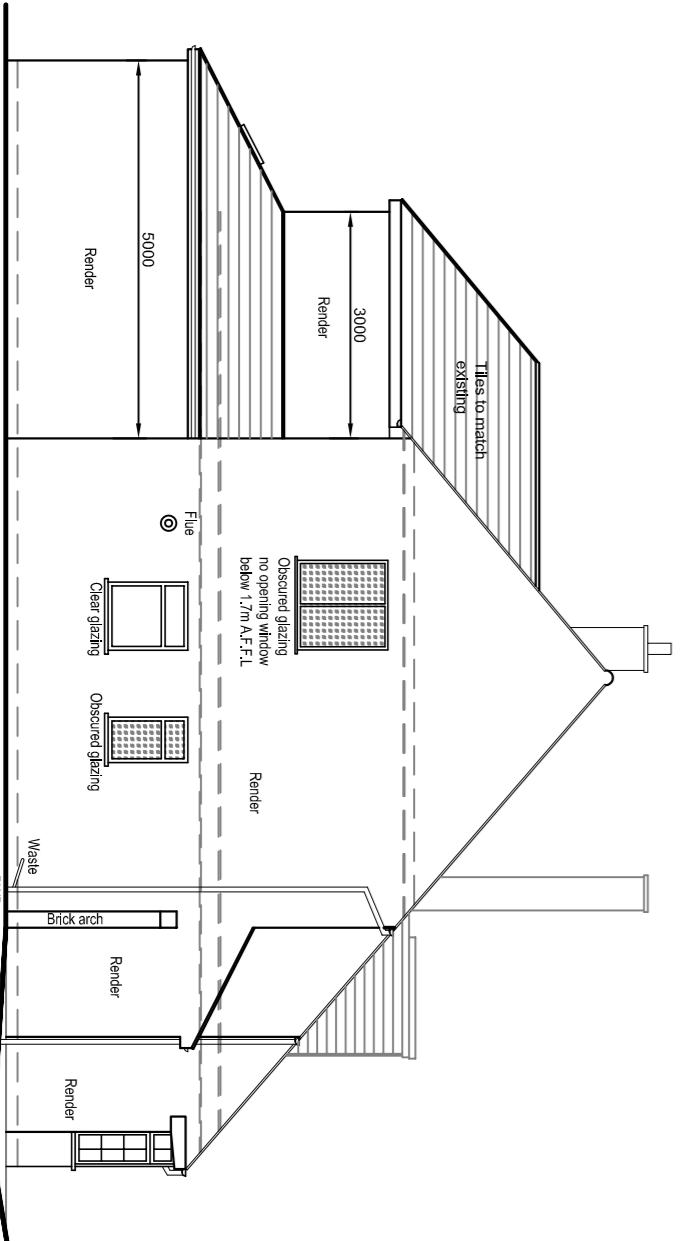 Tiles to match
existing
3000
Render
5000
Render
Obscured glazing
no opening window
below 1.7m A.F.F.L
Flue
Clear glazing
Obscured glazing
Render
Waste
Brick arch
Render
Render